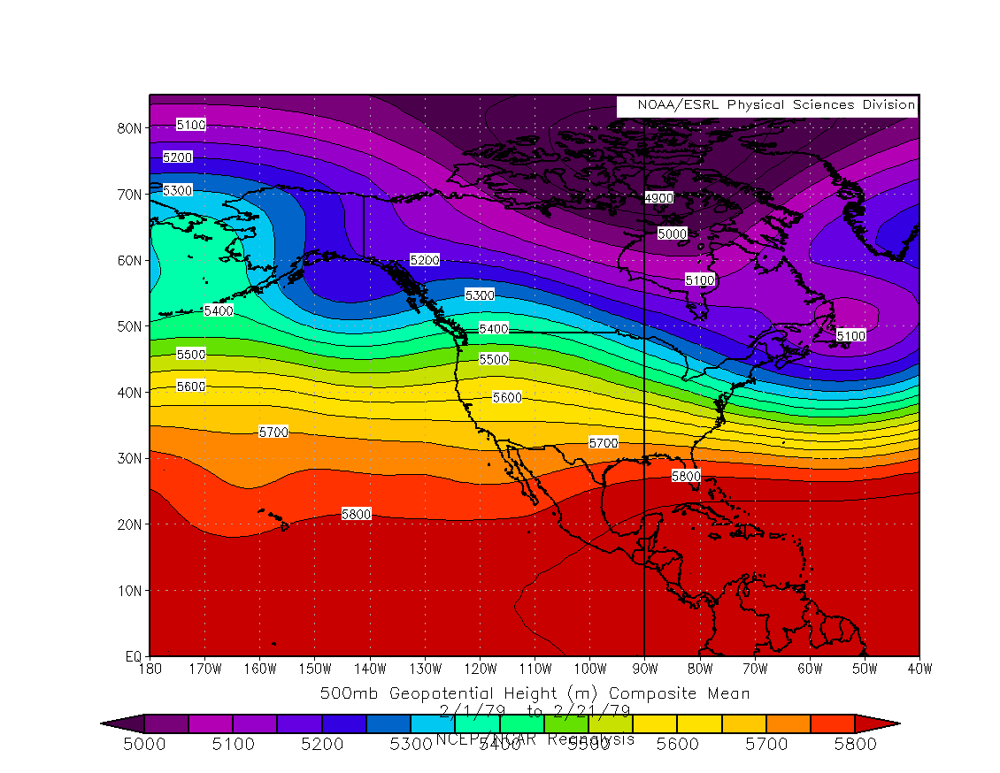 NOAA/ESRL Physical Sciences Division
80N
5100
5200
5300
70N
4900
5000
60N
5200
5100
5300
5400
50N
5400
5100
5500
5500
5600
40N
5600
5700
5700
30N
5800
5800
20N
10N
EQ
180 170W 160W 150W 140W 130W 120W 110W 100W 90W 80W 70W 60W 50W 40W
500mb Geopotential Height (m) Composite Mean
2/1/79 to 2/21/79
NCEP/NCAR Reanalysis
5000 5100 5200 5300 5400 5500 5600 5700 5800